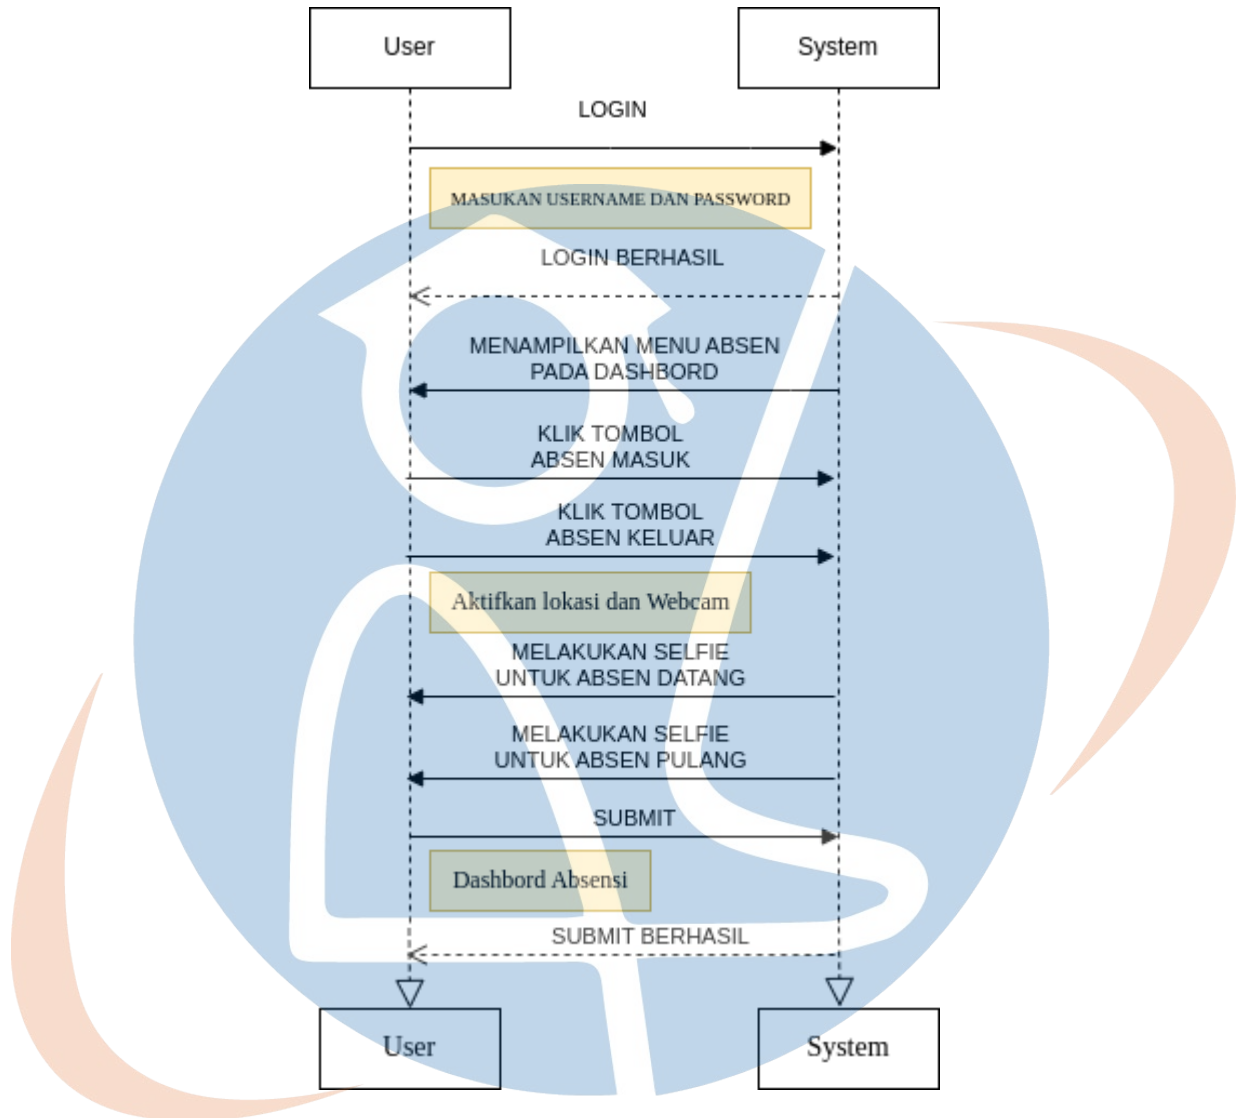 User
System
LOGIN
MASUKAN USERNAME DAN PASSWORD
LOGIN BERHASIL
MENAMPILKAN MENU ABSEN
PADA DASHBORD
KLIK TOMBOL
ABSEN MASUK
KLIK TOMBOL
ABSEN KELUAR
Aktifkan lokasi dan Webcam
MELAKUKAN SELFIE
UNTUK ABSEN DATANG
MELAKUKAN SELFIE
UNTUK ABSEN PULANG
SUBMIT
Dashbord Absensi
SUBMIT BERHASIL
User
System